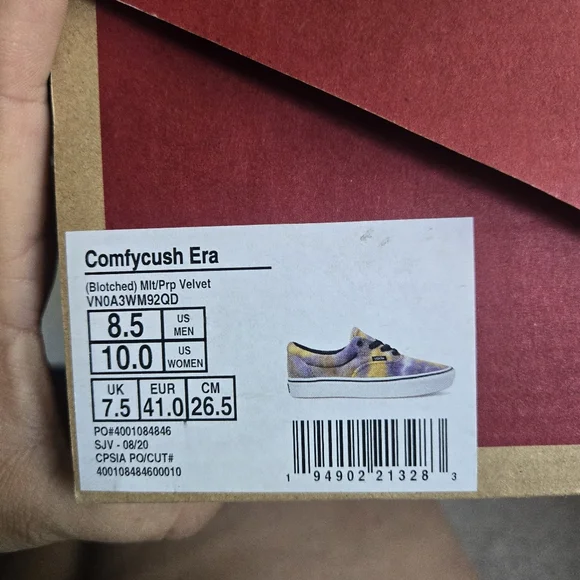 Comfycush Era
(Blotched) Mlt/Prp Velvet
VN0A3WM92QD
8.5 US MEN
10.0 US WOMEN
UK EUR CM
7.5 41.0 26.5
PO#4001084846
SJV - 08/20
CPSIA PO/CUT#
400108484600010
1 94902 21328 3